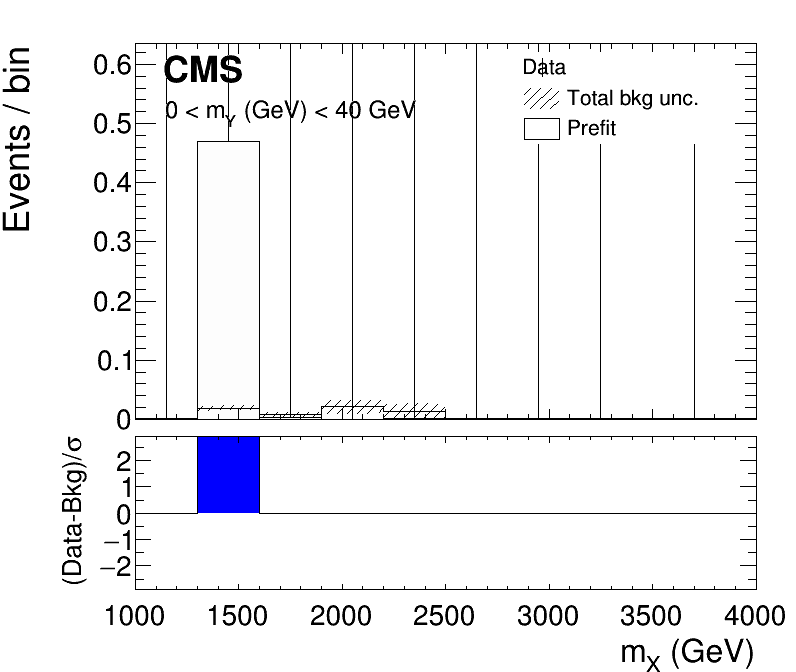 CMS
0 < mY (GeV) < 40 GeV
Data
Total bkg unc.
Prefit
Events / bin
0.6
0.5
0.4
0.3
0.2
0.1
0
(Data-Bkg)/σ
2
1
0
−1
−2
1000 1500 2000 2500 3000 3500 4000
mX (GeV)